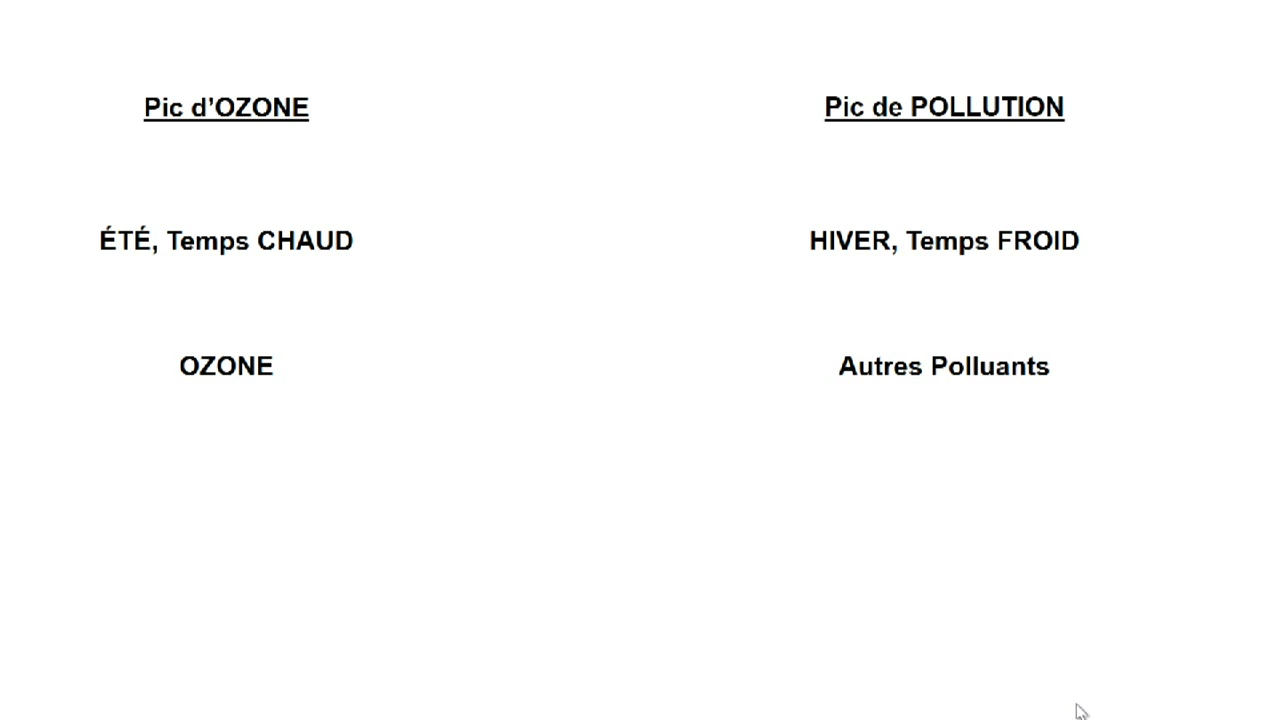 Pic d’OZONE
Pic de POLLUTION
ÉTÉ, Temps CHAUD
HIVER, Temps FROID
OZONE
Autres Polluants